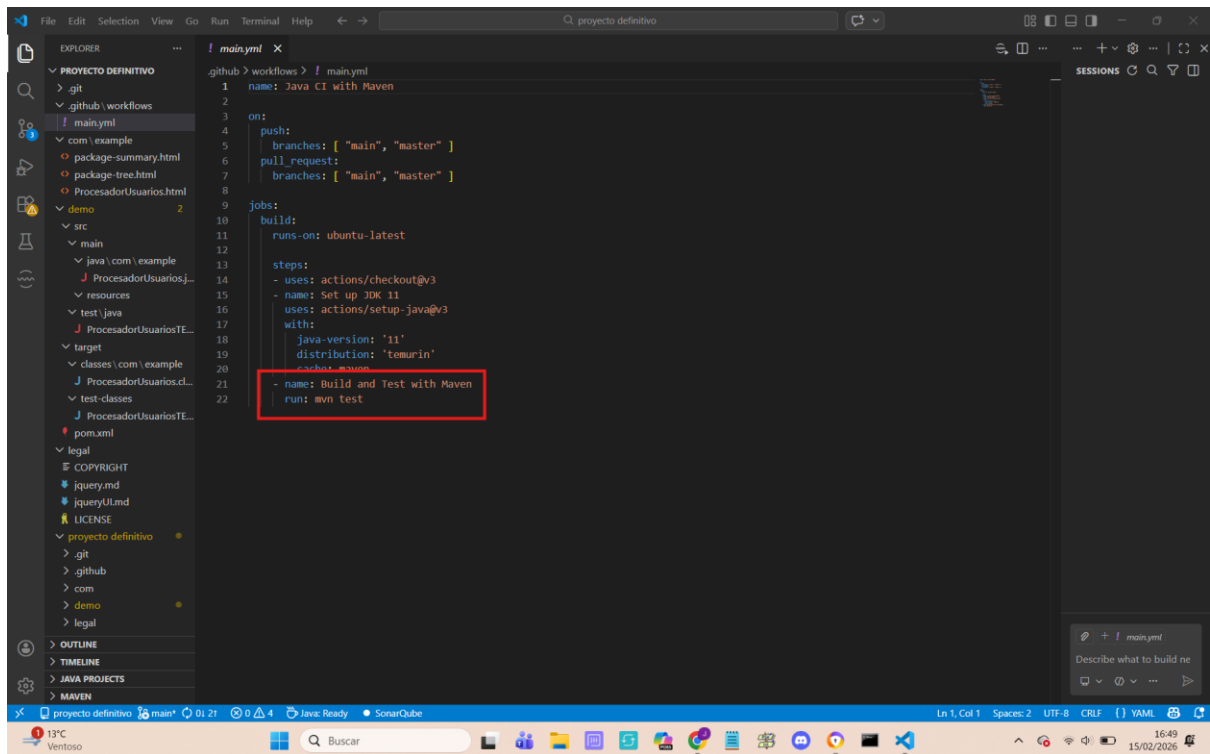 File Edit Selection View Go Run Terminal Help
proyecto definitivo
EXPLORER
PROYECTO DEFINITIVO
.git
.github\workflows
! main.yml
com\example
package-summary.html
package-tree.html
ProcesadorUsuarios.html
demo 2
src
main
java\com\example
J ProcesadorUsuarios.j...
resources
test\java
J ProcesadorUsuariosTE...
target
classes\com\example
J ProcesadorUsuarios.cl...
test-classes
J ProcesadorUsuariosTE...
pom.xml
legal
COPYRIGHT
jquery.md
jqueryUI.md
LICENSE
proyecto definitivo
.git
.github
com
demo
legal
OUTLINE
TIMELINE
JAVA PROJECTS
MAVEN
! main.yml
.github > workflows > ! main.yml
1 name: Java CI with Maven
2
3 on:
4 push:
5 branches: [ "main", "master" ]
6 pull_request:
7 branches: [ "main", "master" ]
8
9 jobs:
10 build:
11 runs-on: ubuntu-latest
12
13 steps:
14 - uses: actions/checkout@v3
15 - name: Set up JDK 11
16 uses: actions/setup-java@v3
17 with:
18 java-version: '11'
19 distribution: 'temurin'
20 cache: maven
21 - name: Build and Test with Maven
22 run: mvn test
SESSIONS
! main.yml
Describe what to build ne
proyecto definitivo main* 0↓ 2↑ 0 4 Java: Ready SonarQube
Ln 1, Col 1 Spaces: 2 UTF-8 CRLF {} YAML
1
13°C
Ventoso
Buscar
16:49
15/02/2026